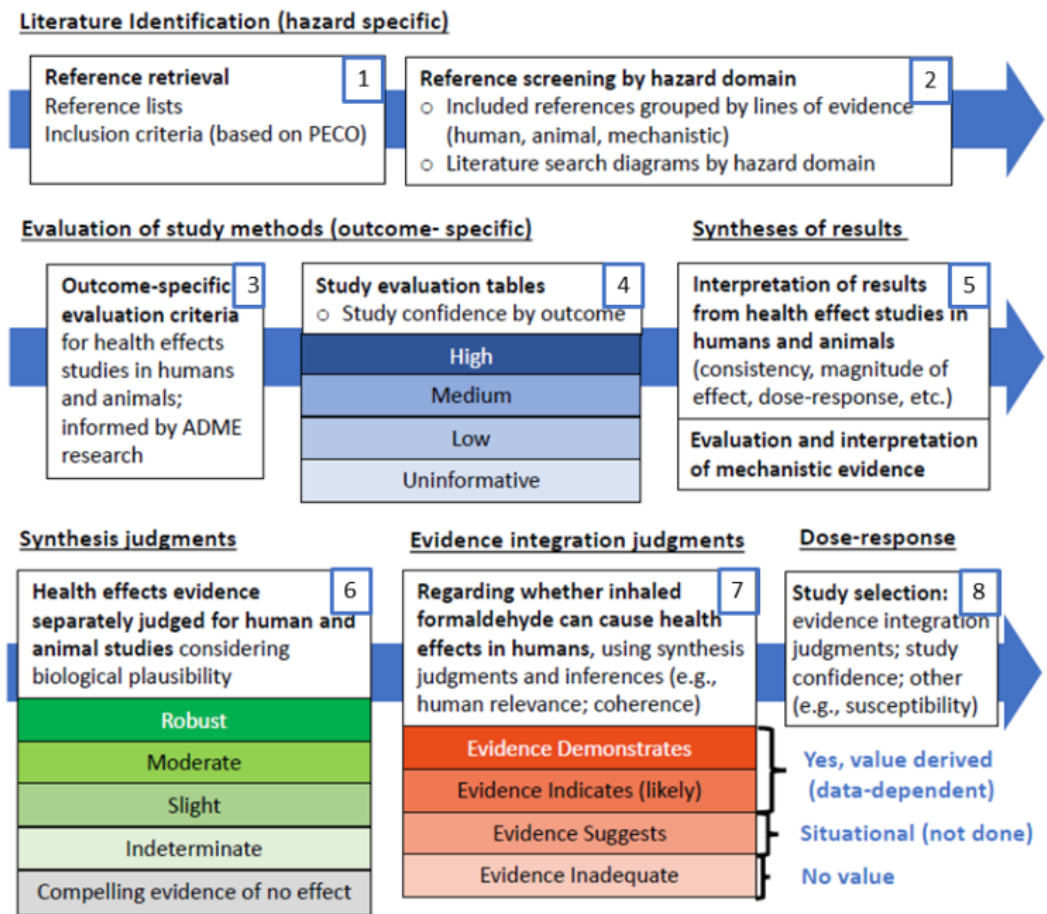 Literature Identification (hazard specific)
Reference retrieval
1
Reference lists
Inclusion criteria (based on PECO)
Reference screening by hazard domain
2
○ Included references grouped by lines of evidence
(human, animal, mechanistic)
○ Literature search diagrams by hazard domain
Evaluation of study methods (outcome- specific)
Outcome-specific
3
evaluation criteria
for health effects
studies in humans
and animals;
informed by ADME
research
Study evaluation tables
4
○ Study confidence by outcome
High
Medium
Low
Uninformative
Syntheses of results
Interpretation of results
5
from health effect studies in
humans and animals
(consistency, magnitude of
effect, dose-response, etc.)
Evaluation and interpretation
of mechanistic evidence
Synthesis judgments
Health effects evidence
6
separately judged for human and
animal studies considering
biological plausibility
Robust
Moderate
Slight
Indeterminate
Compelling evidence of no effect
Evidence integration judgments
Regarding whether inhaled
7
formaldehyde can cause health
effects in humans, using synthesis
judgments and inferences (e.g.,
human relevance; coherence)
Evidence Demonstrates
Evidence Indicates (likely)
Evidence Suggests
Evidence Inadequate
Dose-response
Study selection:
8
evidence integration
judgments; study
confidence; other
(e.g., susceptibility)
Yes, value derived
(data-dependent)
Situational (not done)
No value